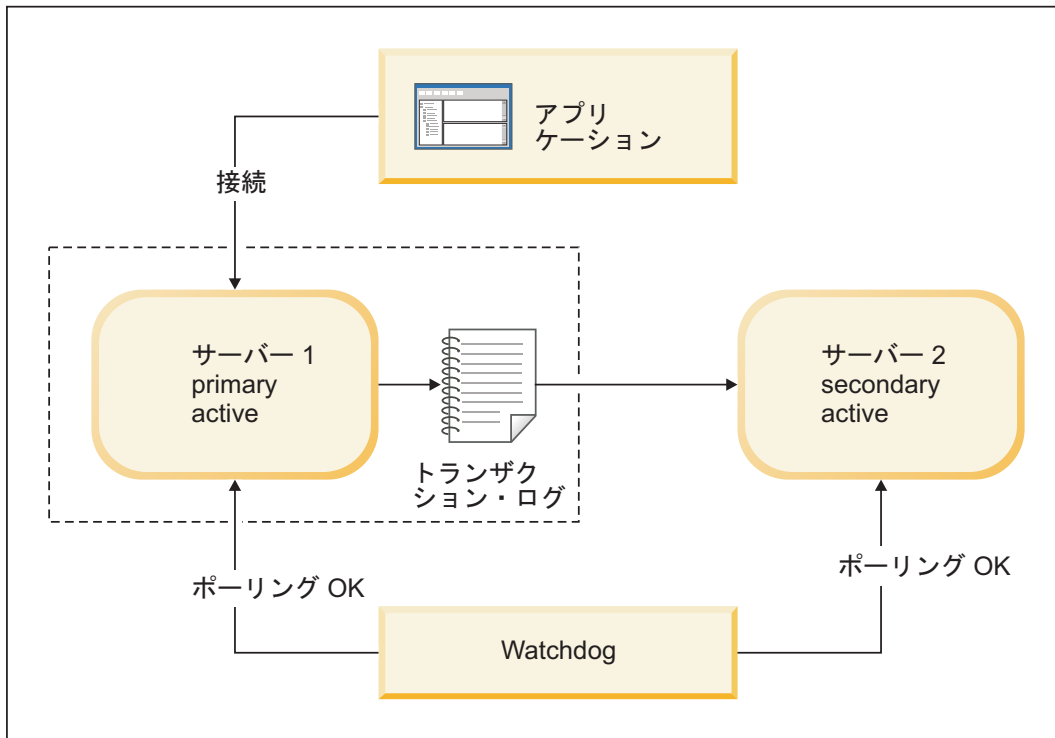 アプリ
ケーション
接続
サーバー 1
primary
active
トランザク
ション・ログ
サーバー 2
secondary
active
ポーリング OK
ポーリング OK
Watchdog